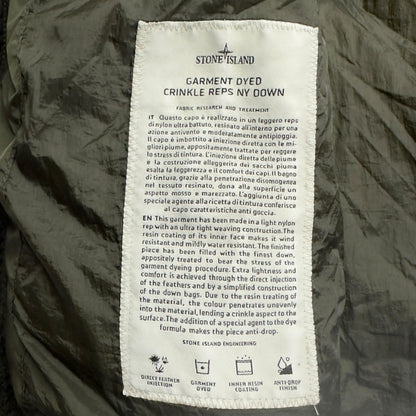 STONE ISLAND
GARMENT DYED
CRINKLE REPS NY DOWN
FABRIC RESEARCH AND TREATMENT
IT Questo capo è realizzato in un leggero reps
di nylon ultra battuto, resinato all'interno per una
azione antivento e moderatamente antipioggia.
Il capo è imbottito a iniezione diretta con le mi-
gliori piume, appositamente trattate per reggere
lo stress di tintura. L'iniezione diretta delle piume
e la costruzione alleggerita dei sacchi piuma
esalta la leggerezza e il comfort dei capi. Il bagno
di tintura, grazie alla penetrazione disomogenea
nel tessuto resinato, dona alla superficie un
aspetto mosso e marezzato. L'aggiunta di uno
speciale agente alla ricetta di tintura conferisce
al capo caratteristiche anti goccia.
EN This garment has been made in a light nylon
rep with an ultra tight weaving construction. The
resin coating of its inner face makes it wind
resistant and mildly water resistant. The finished
piece has been filled with the finest down,
appositely treated to bear the stress of the
garment dyeing procedure. Extra lightness and
comfort is achieved through the direct injection
of the feathers and by a simplified construction
of the down bags. Due to the resin treating of
the material, the colour penetrates unevenly
into the material, lending a crinkle aspect to the
surface. The addition of a special agent to the dye
formula makes the piece anti-drop.
STONE ISLAND ENGINEERING
DIRECT FEATHER INJECTION
GARMENT DYED
INNER RESIN COATING
ANTI-DROP FINISH